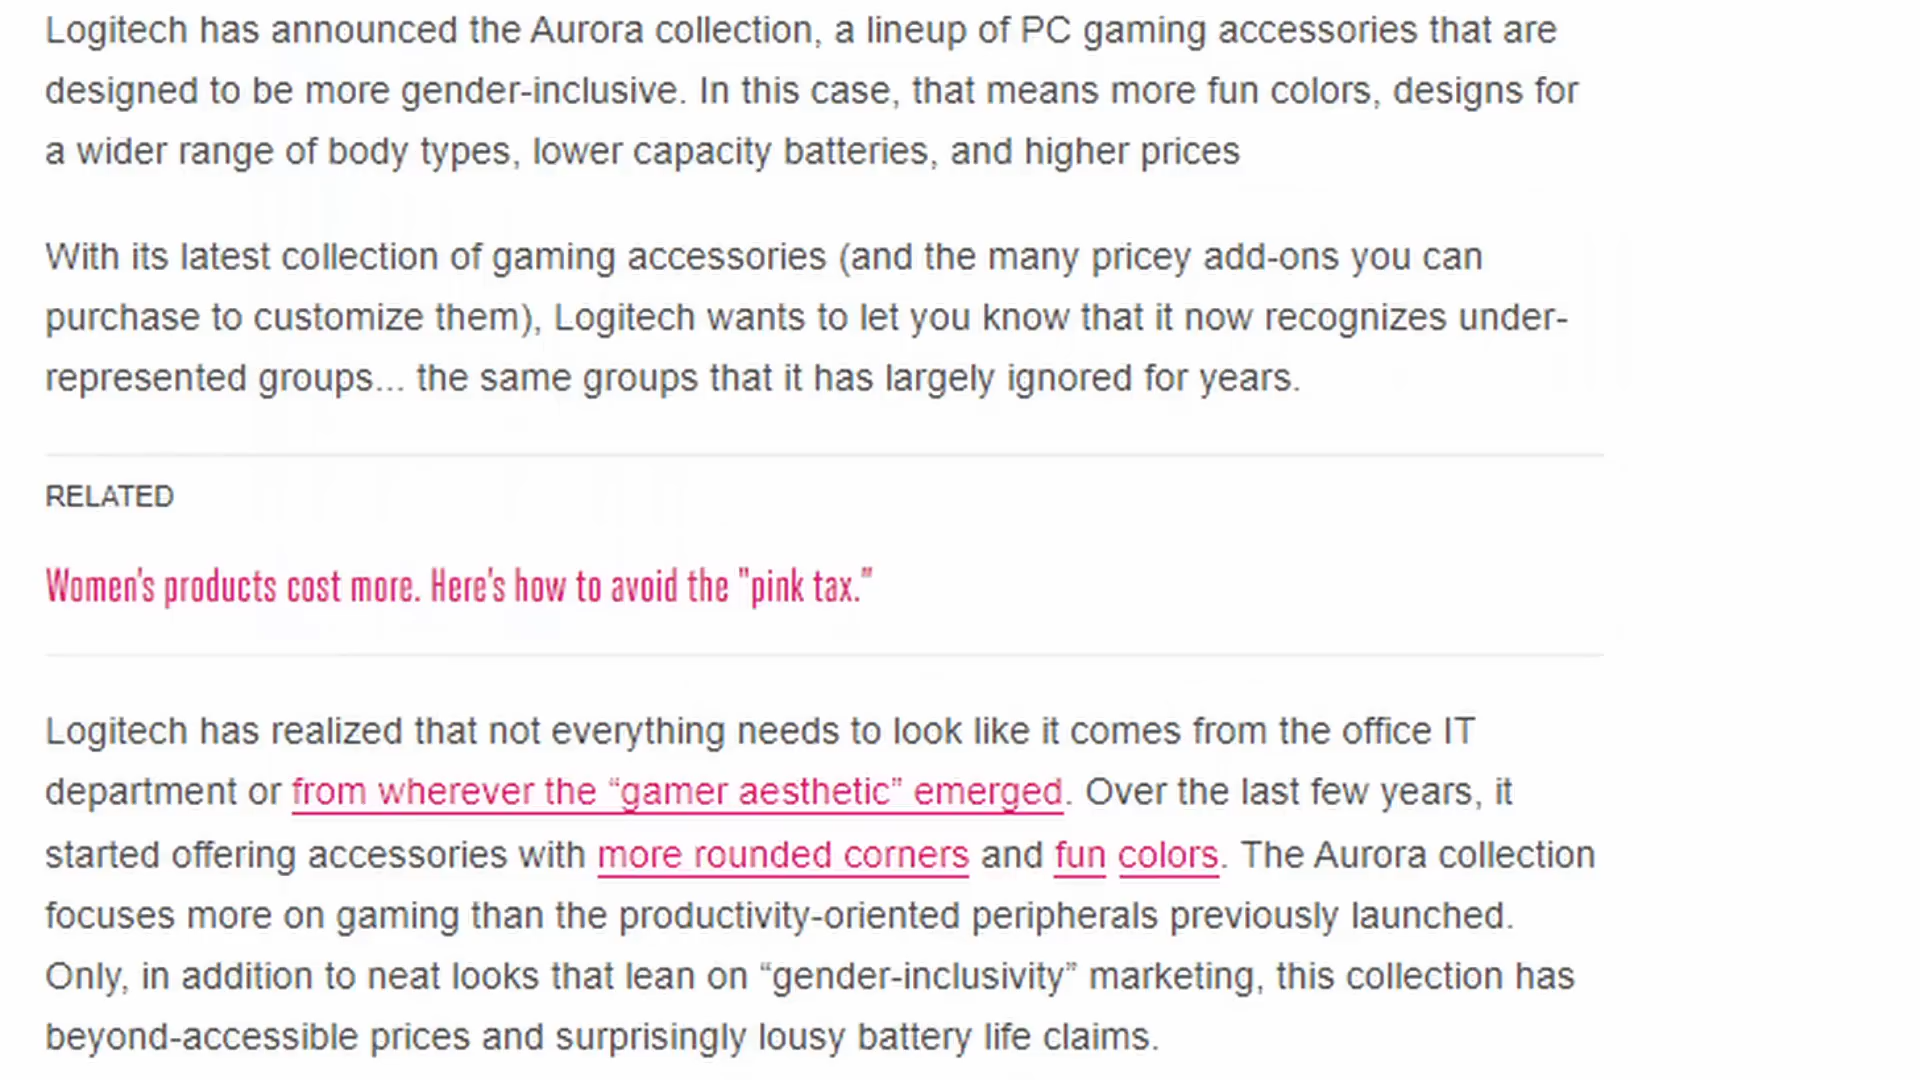 Logitech has announced the Aurora collection, a lineup of PC gaming accessories that are
designed to be more gender-inclusive. In this case, that means more fun colors, designs for
a wider range of body types, lower capacity batteries, and higher prices
With its latest collection of gaming accessories (and the many pricey add-ons you can
purchase to customize them), Logitech wants to let you know that it now recognizes under-
represented groups... the same groups that it has largely ignored for years.
RELATED
Women's products cost more. Here's how to avoid the "pink tax."
Logitech has realized that not everything needs to look like it comes from the office IT
department or from wherever the “gamer aesthetic” emerged. Over the last few years, it
started offering accessories with more rounded corners and fun colors. The Aurora collection
focuses more on gaming than the productivity-oriented peripherals previously launched.
Only, in addition to neat looks that lean on “gender-inclusivity” marketing, this collection has
beyond-accessible prices and surprisingly lousy battery life claims.